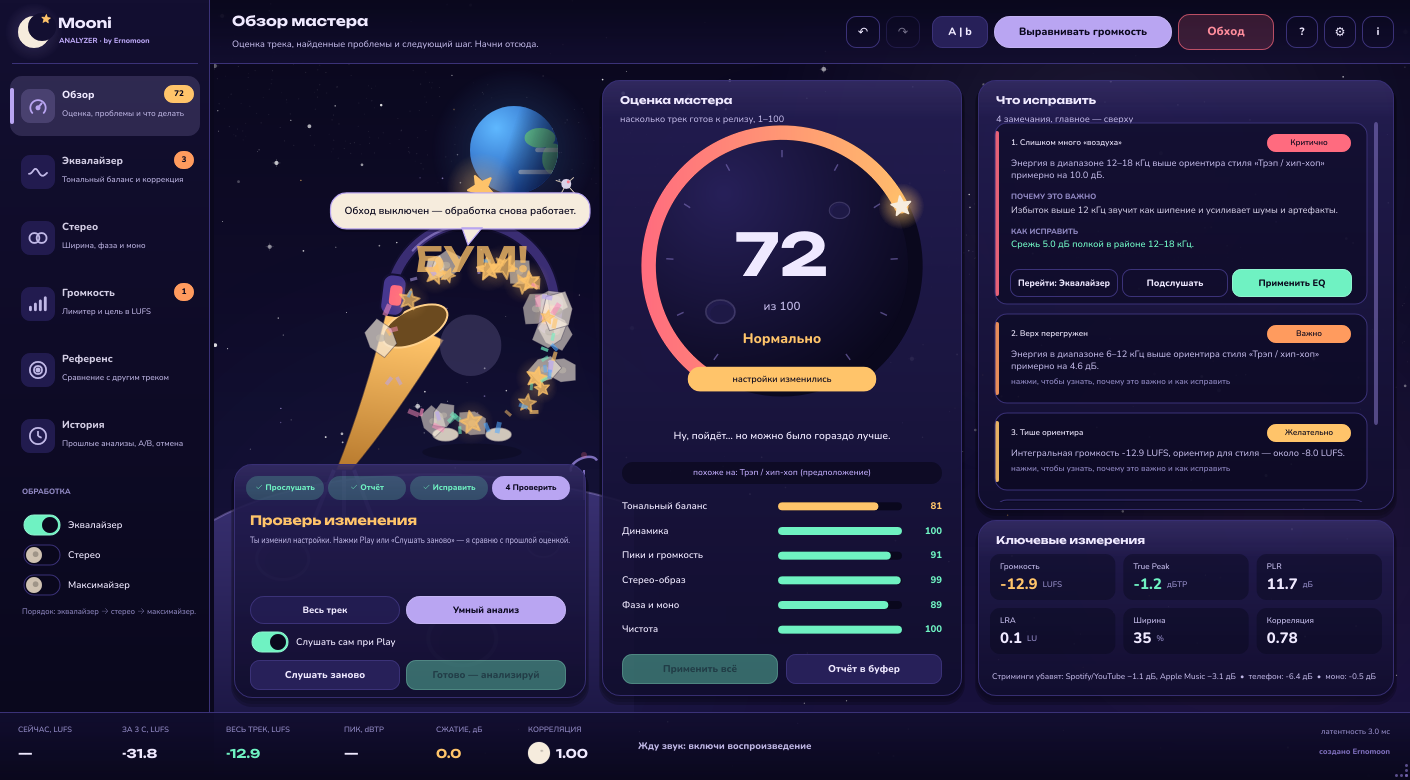 Mooni
ANALYZER · by Ernomoon
Обзор
72
Оценка, проблемы и что делать
Эквалайзер
3
Тональный баланс и коррекция
Стерео
Ширина, фаза и моно
Громкость
1
Лимитер и цель в LUFS
Референс
Сравнение с другим треком
История
Прошлые анализы, A/B, отмена
ОБРАБОТКА
Эквалайзер
Стерео
Максимайзер
Порядок: эквалайзер → стерео → максимайзер.
Обзор мастера
Оценка трека, найденные проблемы и следующий шаг. Начни отсюда.
A | b
Выравнивать громкость
Обход
?
i
Обход выключен — обработка снова работает.
БУМ!
✓ Прослушать
✓ Отчёт
✓ Исправить
4 Проверить
Проверь изменения
Ты изменил настройки. Нажми Play или «Слушать заново» — я сравню с прошлой оценкой.
Весь трек
Умный анализ
Слушать сам при Play
Слушать заново
Готово — анализируй
Оценка мастера
насколько трек готов к релизу, 1–100
72
из 100
Нормально
настройки изменились
Ну, пойдёт... но можно было гораздо лучше.
похоже на: Трэп / хип-хоп (предположение)
Тональный баланс 81
Динамика 100
Пики и громкость 91
Стерео-образ 99
Фаза и моно 89
Чистота 100
Применить всё
Отчёт в буфер
Что исправить
4 замечания, главное — сверху
1. Слишком много «воздуха»
Критично
Энергия в диапазоне 12–18 кГц выше ориентира стиля «Трэп / хип-хоп»
примерно на 10.0 дБ.
ПОЧЕМУ ЭТО ВАЖНО
Избыток выше 12 кГц звучит как шипение и усиливает шумы и артефакты.
КАК ИСПРАВИТЬ
Срежь 5.0 дБ полкой в районе 12–18 кГц.
Перейти: Эквалайзер
Подслушать
Применить EQ
2. Верх перегружен
Важно
Энергия в диапазоне 6–12 кГц выше ориентира стиля «Трэп / хип-хоп»
примерно на 4.6 дБ.
нажми, чтобы узнать, почему это важно и как исправить
3. Тише ориентира
Желательно
Интегральная громкость -12.9 LUFS, ориентир для стиля — около -8.0 LUFS.
нажми, чтобы узнать, почему это важно и как исправить
Ключевые измерения
Громкость
-12.9 LUFS
True Peak
-1.2 дБТР
PLR
11.7 дБ
LRA
0.1 LU
Ширина
35 %
Корреляция
0.78
Стриминги убавят: Spotify/YouTube −1.1 дБ, Apple Music −3.1 дБ • телефон: -6.4 дБ • моно: -0.5 дБ
СЕЙЧАС, LUFS
—
ЗА 3 С, LUFS
-31.8
ВЕСЬ ТРЕК, LUFS
-12.9
ПИК, dBTP
—
СЖАТИЕ, дБ
0.0
КОРРЕЛЯЦИЯ
1.00
Жду звук: включи воспроизведение
латентность 3.0 мс
создано Ernomoon